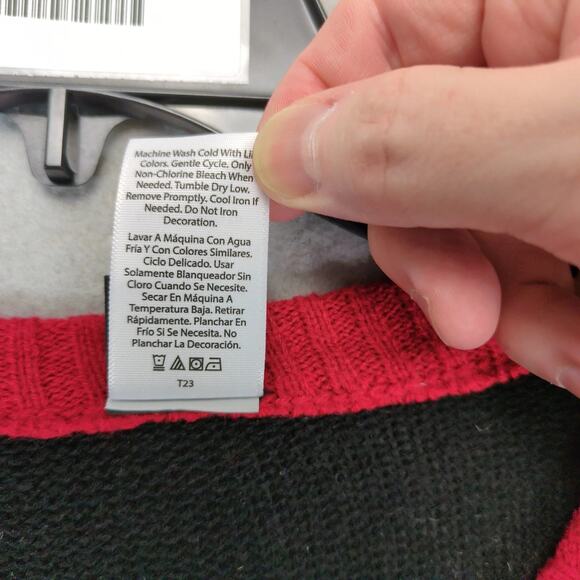 Machine Wash Cold With
Colors. Gentle Cycle. Only
Non-Chlorine Bleach When
Needed. Tumble Dry Low.
Remove Promptly. Cool Iron If
Needed. Do Not Iron
Decoration.
Lavar A Máquina Con Agua
Fría Y Con Colores Similares.
Ciclo Delicado. Usar
Solamente Blanqueador Sin
Cloro Cuando Se Necesite.
Secar En Máquina A
Temperatura Baja. Retirar
Rápidamente. Planchar En
Frío Si Se Necesita. No
Planchar La Decoración.
T23